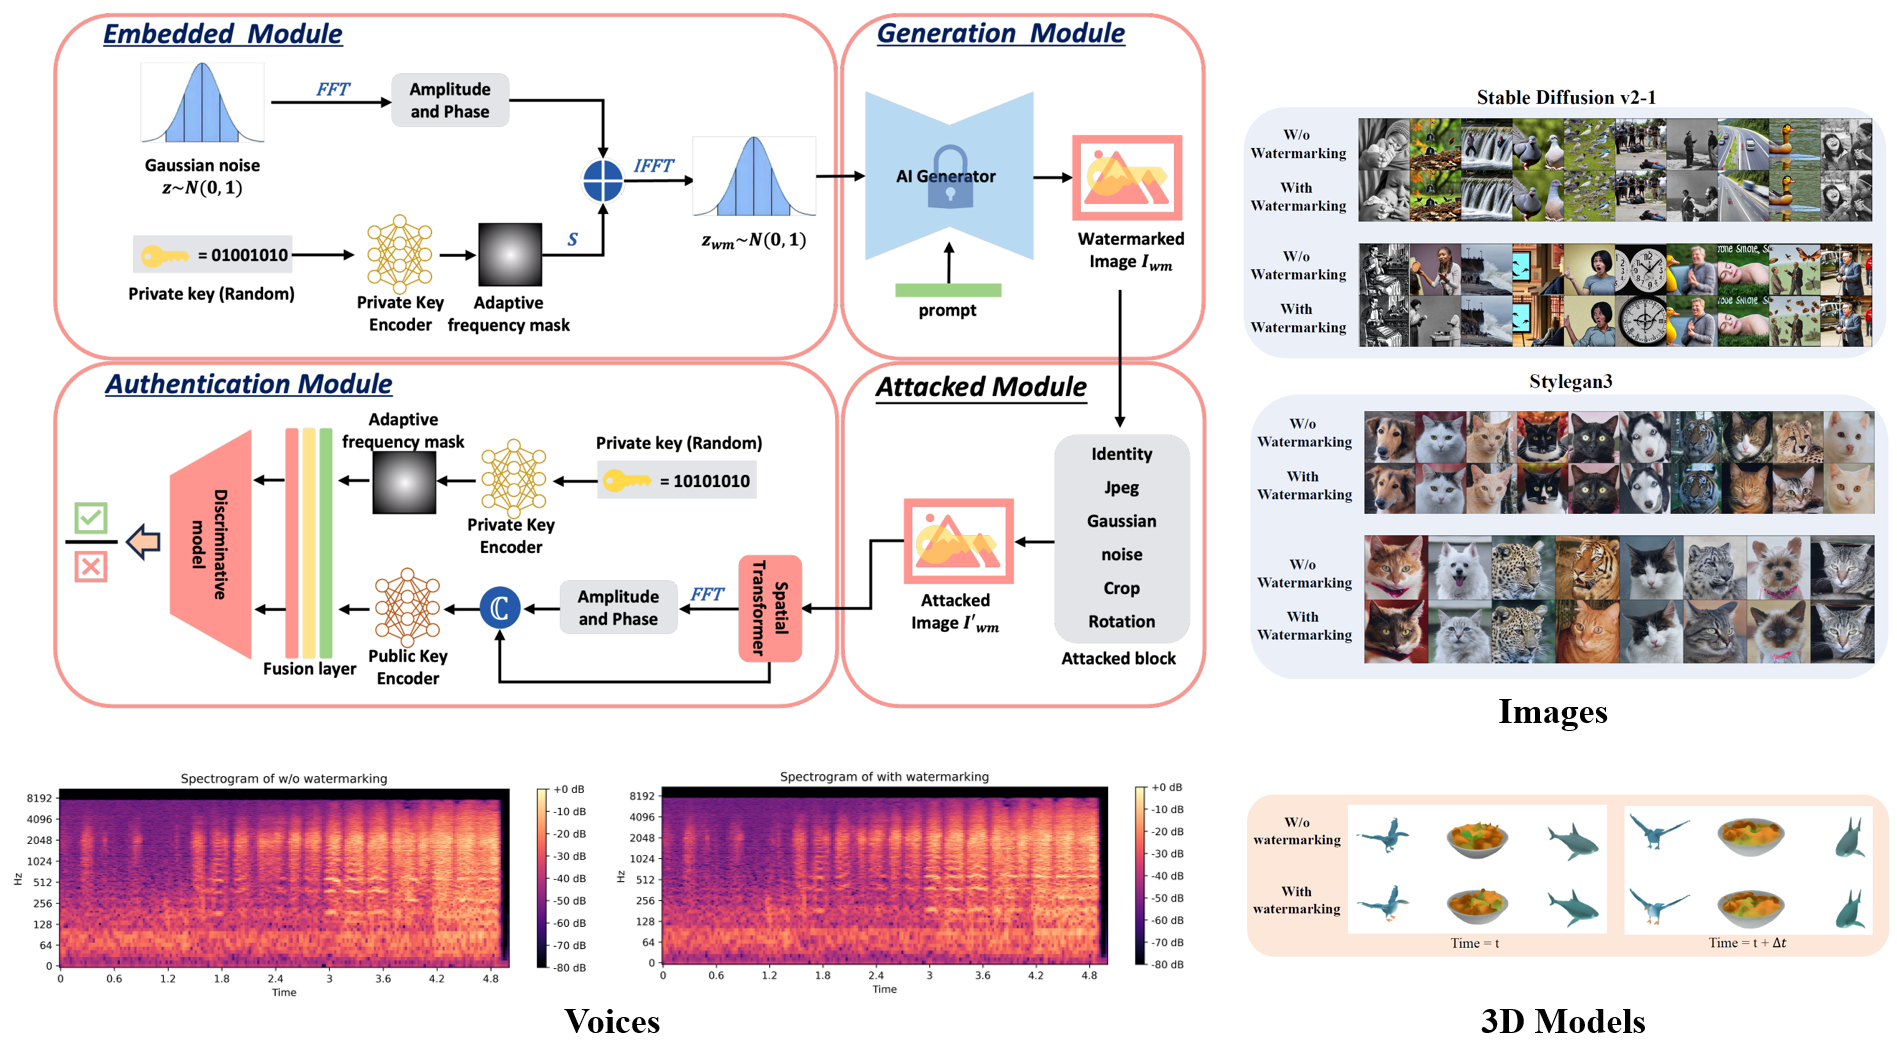 Embedded Module
FFT
Amplitude
and Phase
Gaussian noise
z~N(0, 1)
IFFT
S
= 01001010
Private key (Random)
Private Key
Encoder
Adaptive
frequency mask
z_wm~N(0, 1)
Generation Module
AI Generator
prompt
Watermarked
Image I_wm
Authentication Module
Adaptive
frequency mask
Private key (Random)
= 10101010
Private Key
Encoder
Discriminative
model
Fusion layer
Public Key
Encoder
ℂ
Amplitude
and Phase
FFT
Spatial
Transformer
Attacked Module
Identity
Jpeg
Gaussian
noise
Crop
Rotation
Attacked block
Attacked
Image I'_wm
Stable Diffusion v2-1
W/o
Watermarking
With
Watermarking
W/o
Watermarking
With
Watermarking
Stylegan3
W/o
Watermarking
With
Watermarking
W/o
Watermarking
With
Watermarking
Images
Spectrogram of w/o watermarking
8192
4096
2048
1024
512
256
128
64
0
Hz
0 0.6 1.2 1.8 2.4 3 3.6 4.2 4.8
Time
+0 dB
-10 dB
-20 dB
-30 dB
-40 dB
-50 dB
-60 dB
-70 dB
-80 dB
Spectrogram of with watermarking
8192
4096
2048
1024
512
256
128
64
0
Hz
0 0.6 1.2 1.8 2.4 3 3.6 4.2 4.8
Time
+0 dB
-10 dB
-20 dB
-30 dB
-40 dB
-50 dB
-60 dB
-70 dB
-80 dB
Voices
W/o
watermarking
With
watermarking
Time = t
Time = t + Δt
3D Models